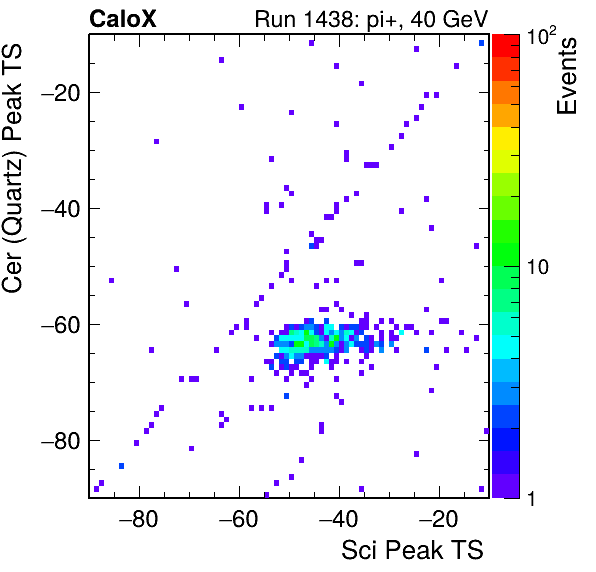 CaloX Run 1438: pi+, 40 GeV
Cer (Quartz) Peak TS
−20
−40
−60
−80
−80 −60 −40 −20
Sci Peak TS
10²
10
1
Events